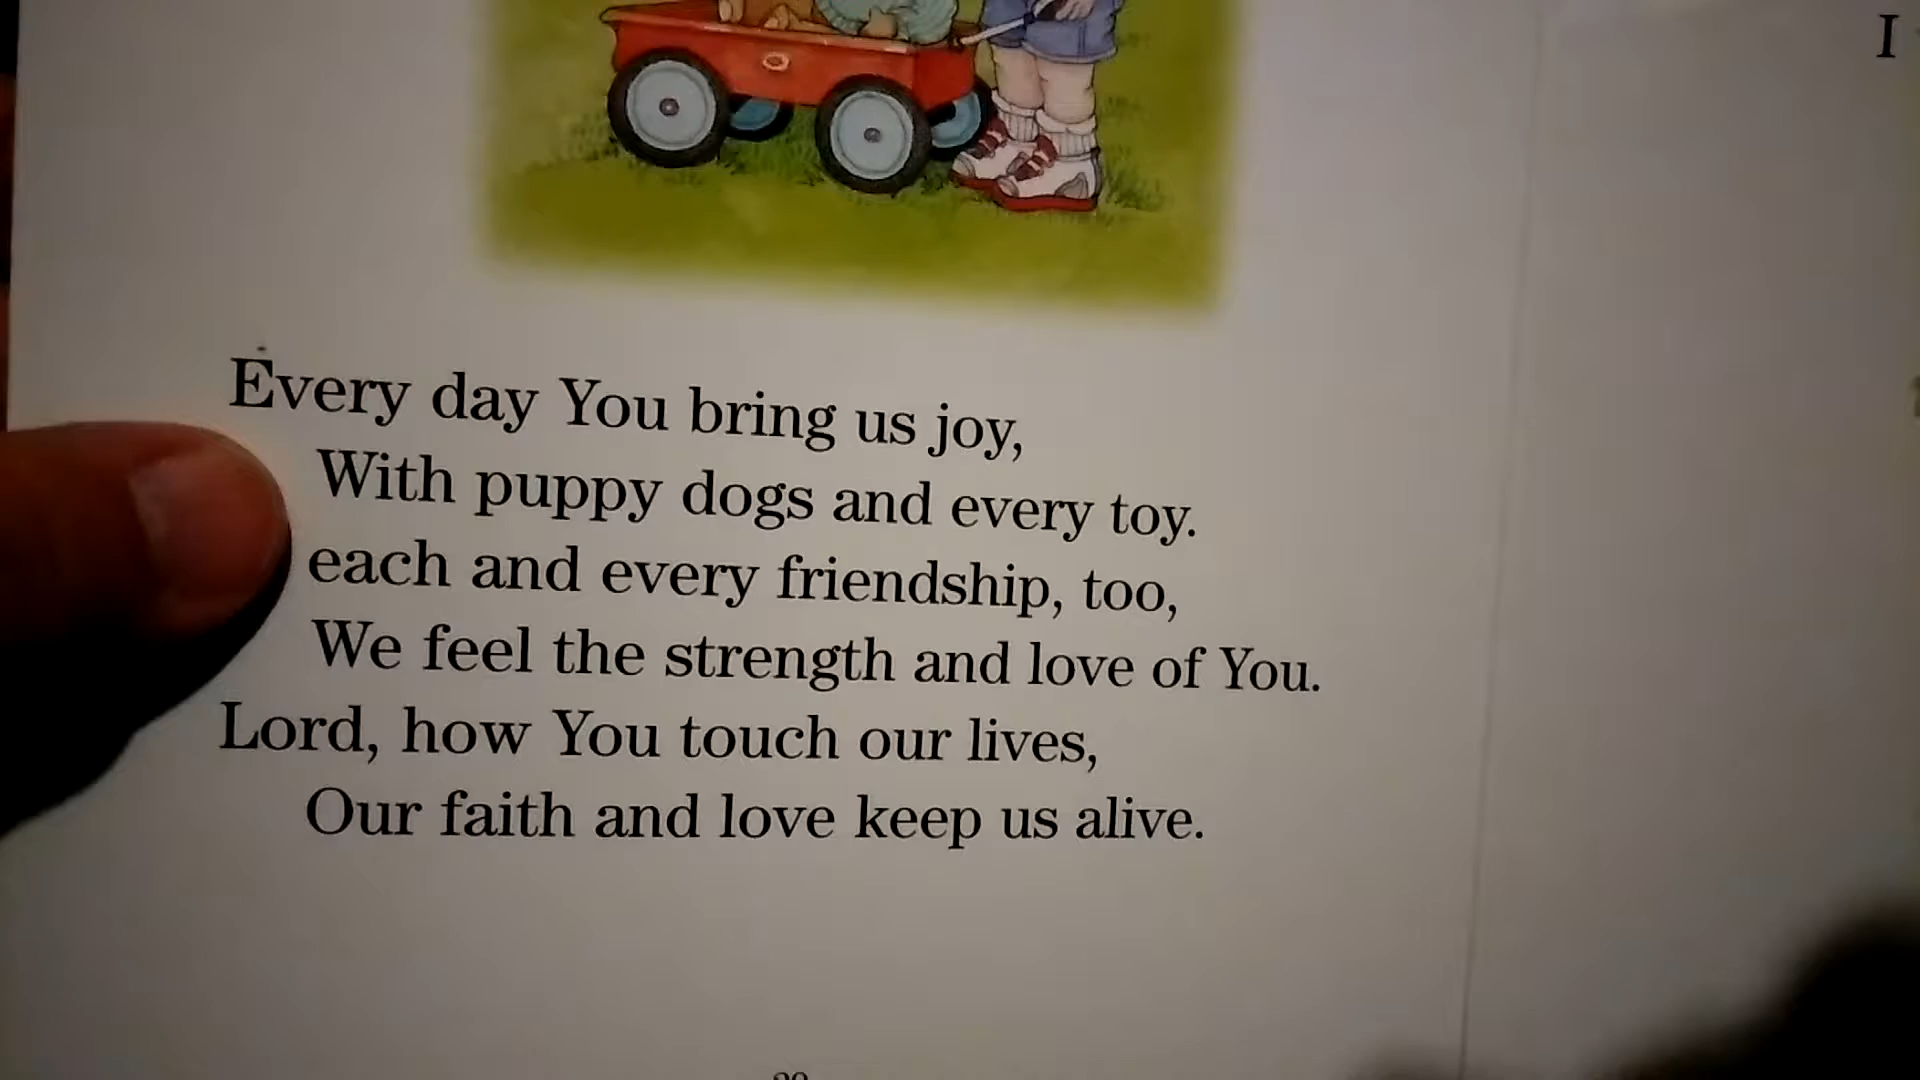 Every day You bring us joy,
With puppy dogs and every toy.
each and every friendship, too,
We feel the strength and love of You.
Lord, how You touch our lives,
Our faith and love keep us alive.
I